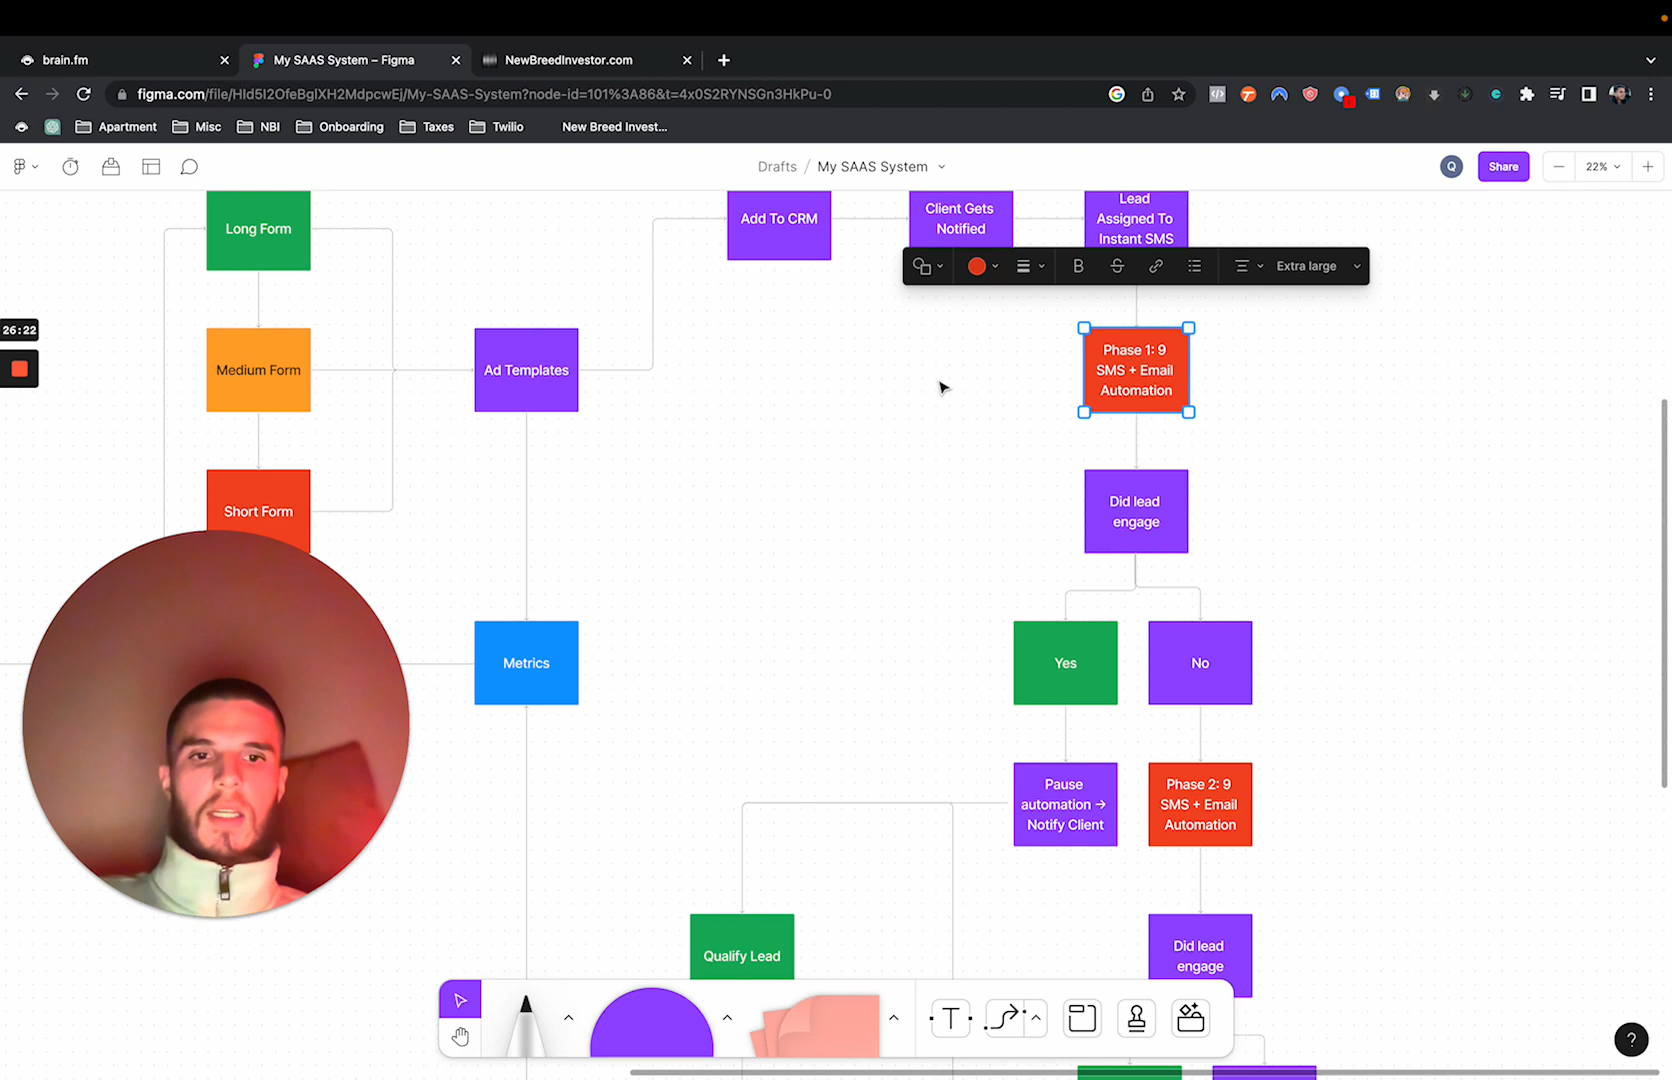 brain.fm
My SAAS System – Figma
NewBreedInvestor.com
figma.com/file/HId5I2OfeBglXH2MdpcwEj/My-SAAS-System?node-id=101%3A86&t=4x0S2RYNSGn3HkPu-0
Apartment
Misc
NBI
Onboarding
Taxes
Twilio
New Breed Invest...
Drafts / My SAAS System
Q
Share
22%
Long Form
Add To CRM
Client Gets
Notified
Lead
Assigned To
Instant SMS
Extra large
26:22
Medium Form
Ad Templates
Phase 1: 9
SMS + Email
Automation
Short Form
Did lead
engage
Metrics
Yes
No
Pause
automation →
Notify Client
Phase 2: 9
SMS + Email
Automation
Qualify Lead
Did lead
engage